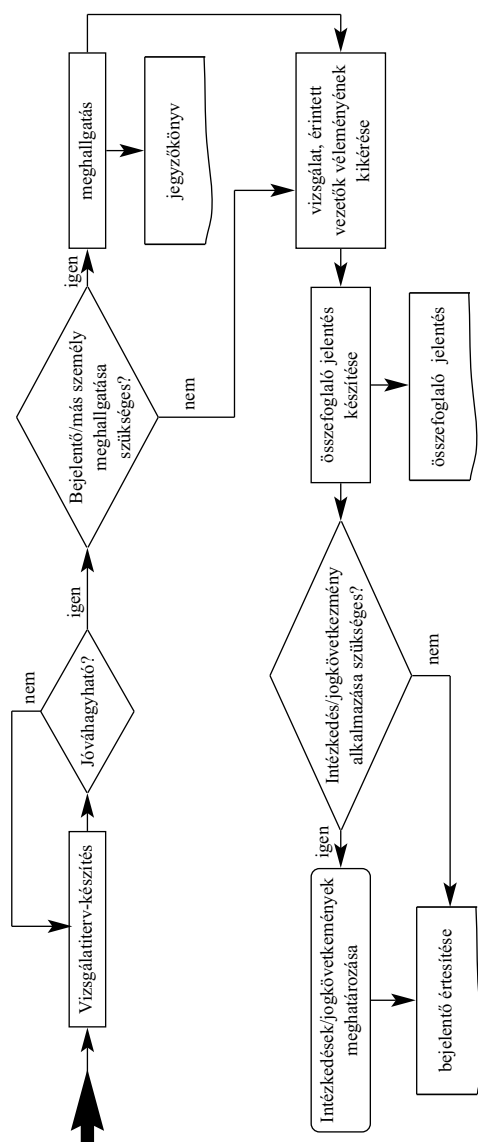 Vizsgálatiterv-készítés
Jóváhagyható?
nem
igen
Bejelentő/más személy
meghallgatása
szükséges?
igen
nem
meghallgatás
jegyzőkönyv
vizsgálat, érintett
vezetők véleményének
kikérése
összefoglaló jelentés
készítése
összefoglaló jelentés
Intézkedés/jogkövetkezmény
alkalmazása szükséges?
igen
nem
Intézkedések/jogkövetkemények
meghatározása
bejelentő értesítése